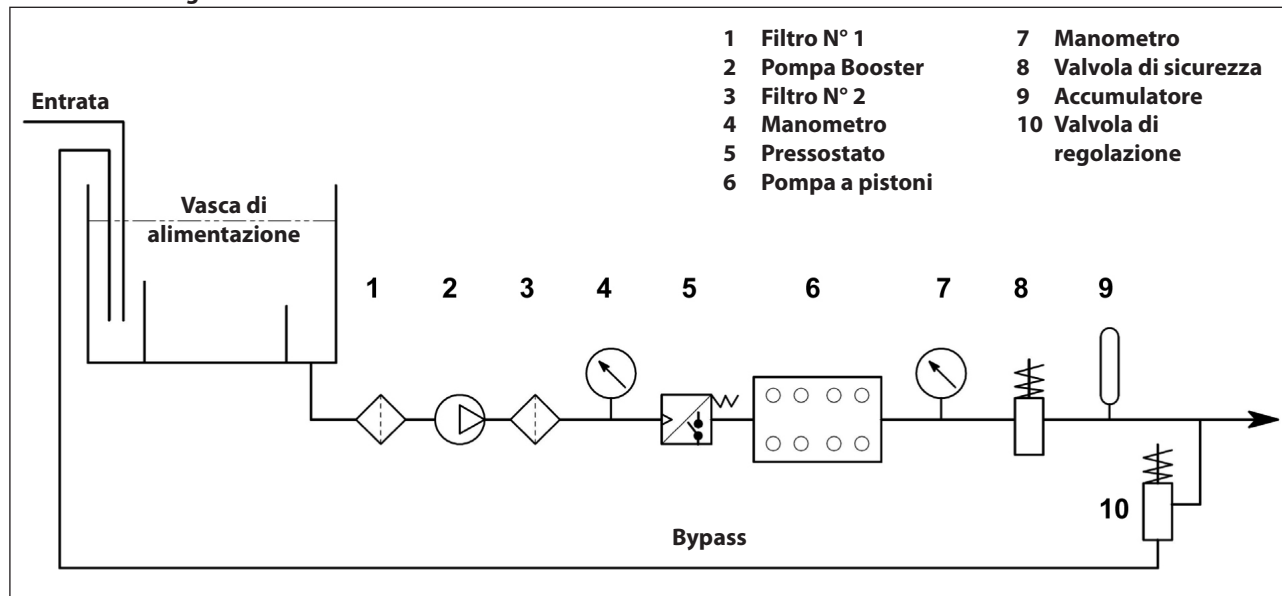 1 Filtro N° 1
2 Pompa Booster
3 Filtro N° 2
4 Manometro
5 Pressostato
6 Pompa a pistoni
7 Manometro
8 Valvola di sicurezza
9 Accumulatore
10 Valvola di
regolazione
Entrata
Vasca di
alimentazione
1 2 3 4 5 6 7 8 9
10
Bypass